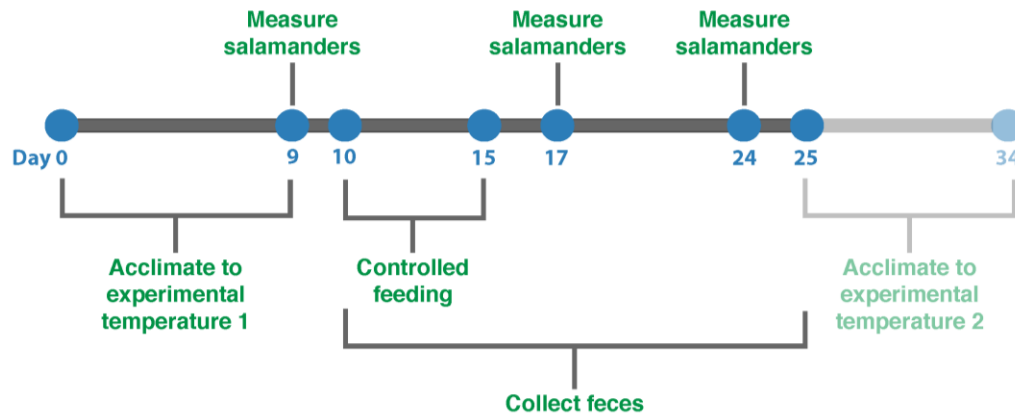 Measure
salamanders
Measure
salamanders
Measure
salamanders
Day 0
9
10
15
17
24
25
34
Acclimate to
experimental
temperature 1
Controlled
feeding
Acclimate to
experimental
temperature 2
Collect feces